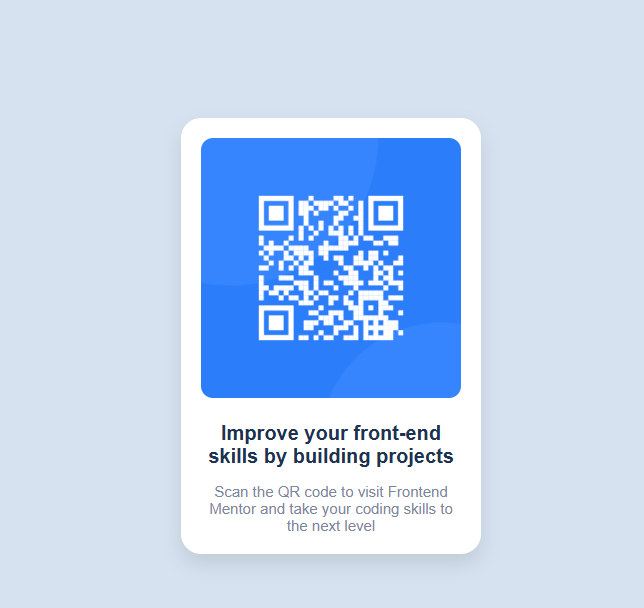 Improve your front-end
skills by building projects
Scan the QR code to visit Frontend
Mentor and take your coding skills to
the next level